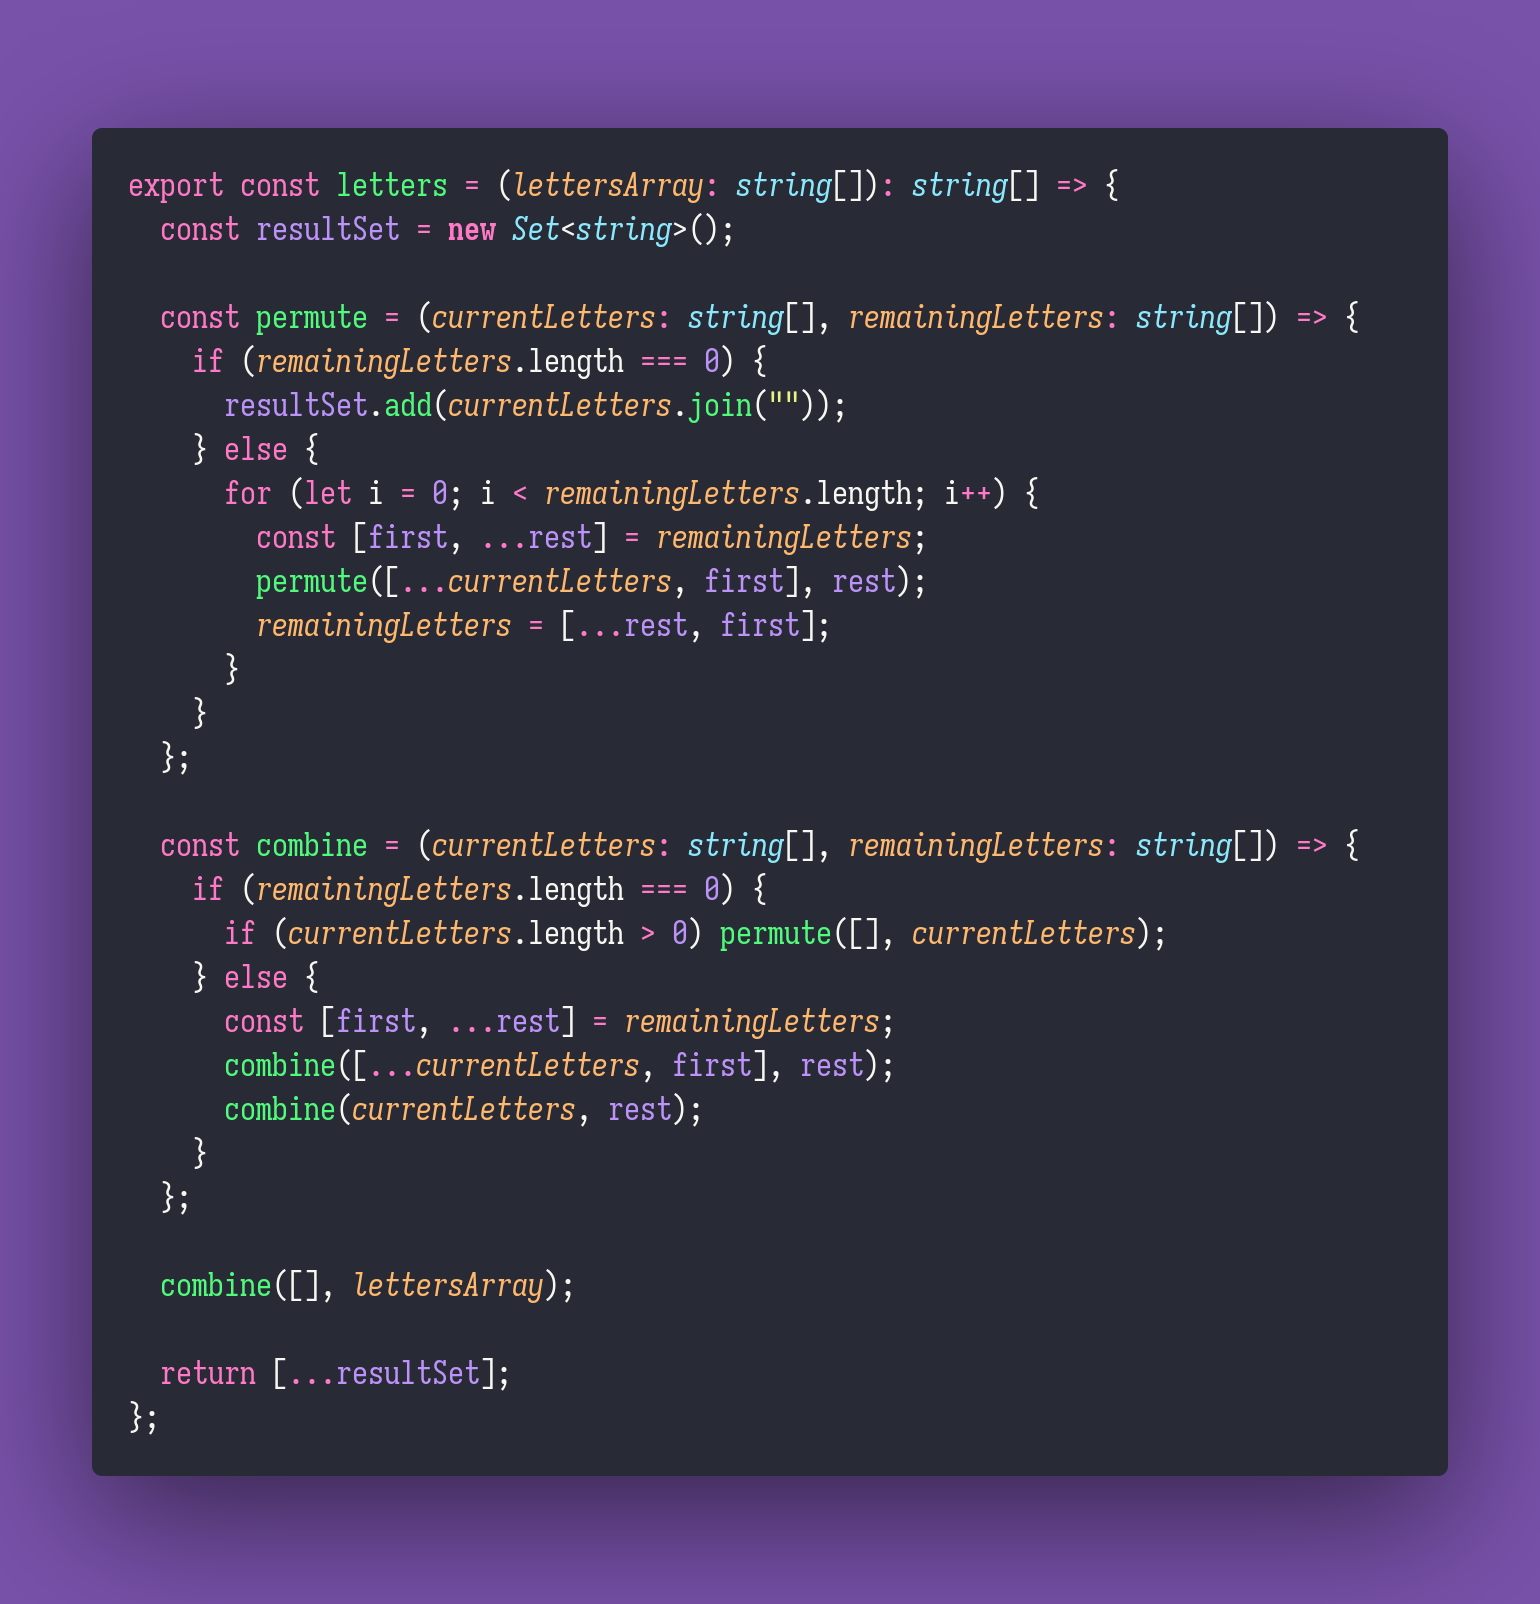 export const letters = (lettersArray: string[]): string[] => {
  const resultSet = new Set<string>();

  const permute = (currentLetters: string[], remainingLetters: string[]) => {
    if (remainingLetters.length === 0) {
      resultSet.add(currentLetters.join(""));
    } else {
      for (let i = 0; i < remainingLetters.length; i++) {
        const [first, ...rest] = remainingLetters;
        permute([...currentLetters, first], rest);
        remainingLetters = [...rest, first];
      }
    }
  };

  const combine = (currentLetters: string[], remainingLetters: string[]) => {
    if (remainingLetters.length === 0) {
      if (currentLetters.length > 0) permute([], currentLetters);
    } else {
      const [first, ...rest] = remainingLetters;
      combine([...currentLetters, first], rest);
      combine(currentLetters, rest);
    }
  };

  combine([], lettersArray);

  return [...resultSet];
};